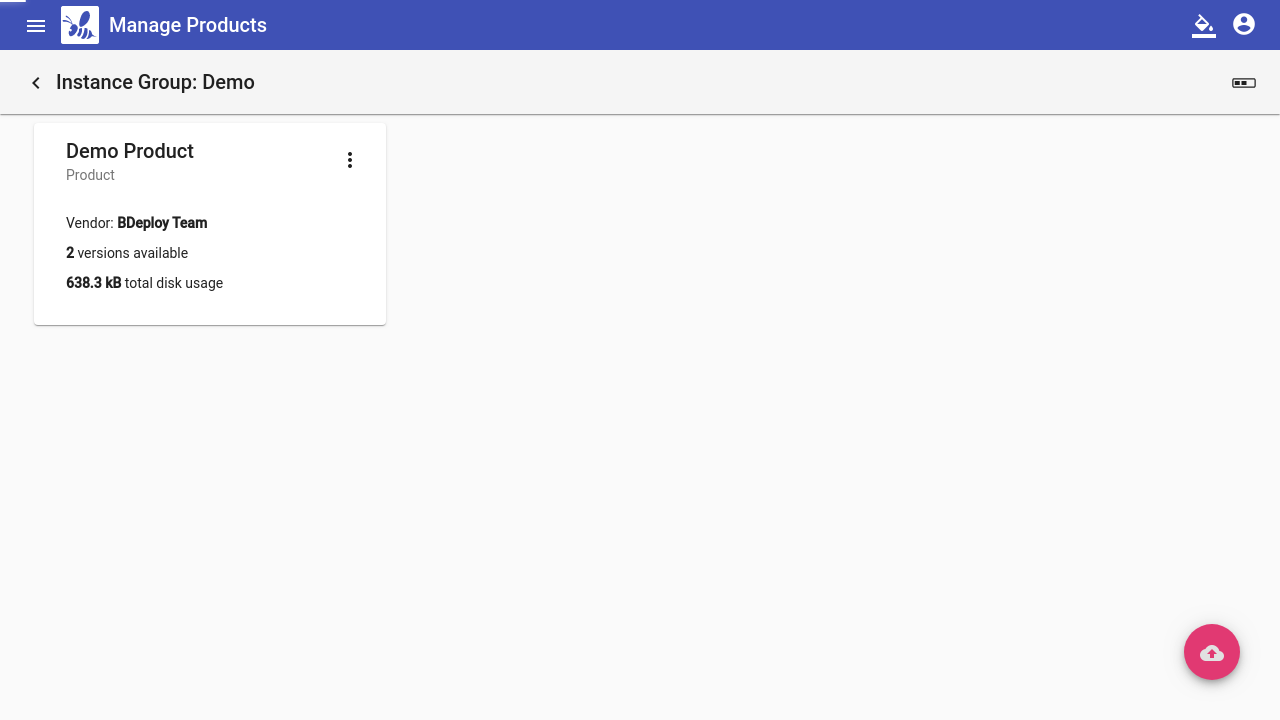 Manage Products
Instance Group: Demo
Demo Product
Product
Vendor: BDeploy Team
2 versions available
638.3 kB total disk usage